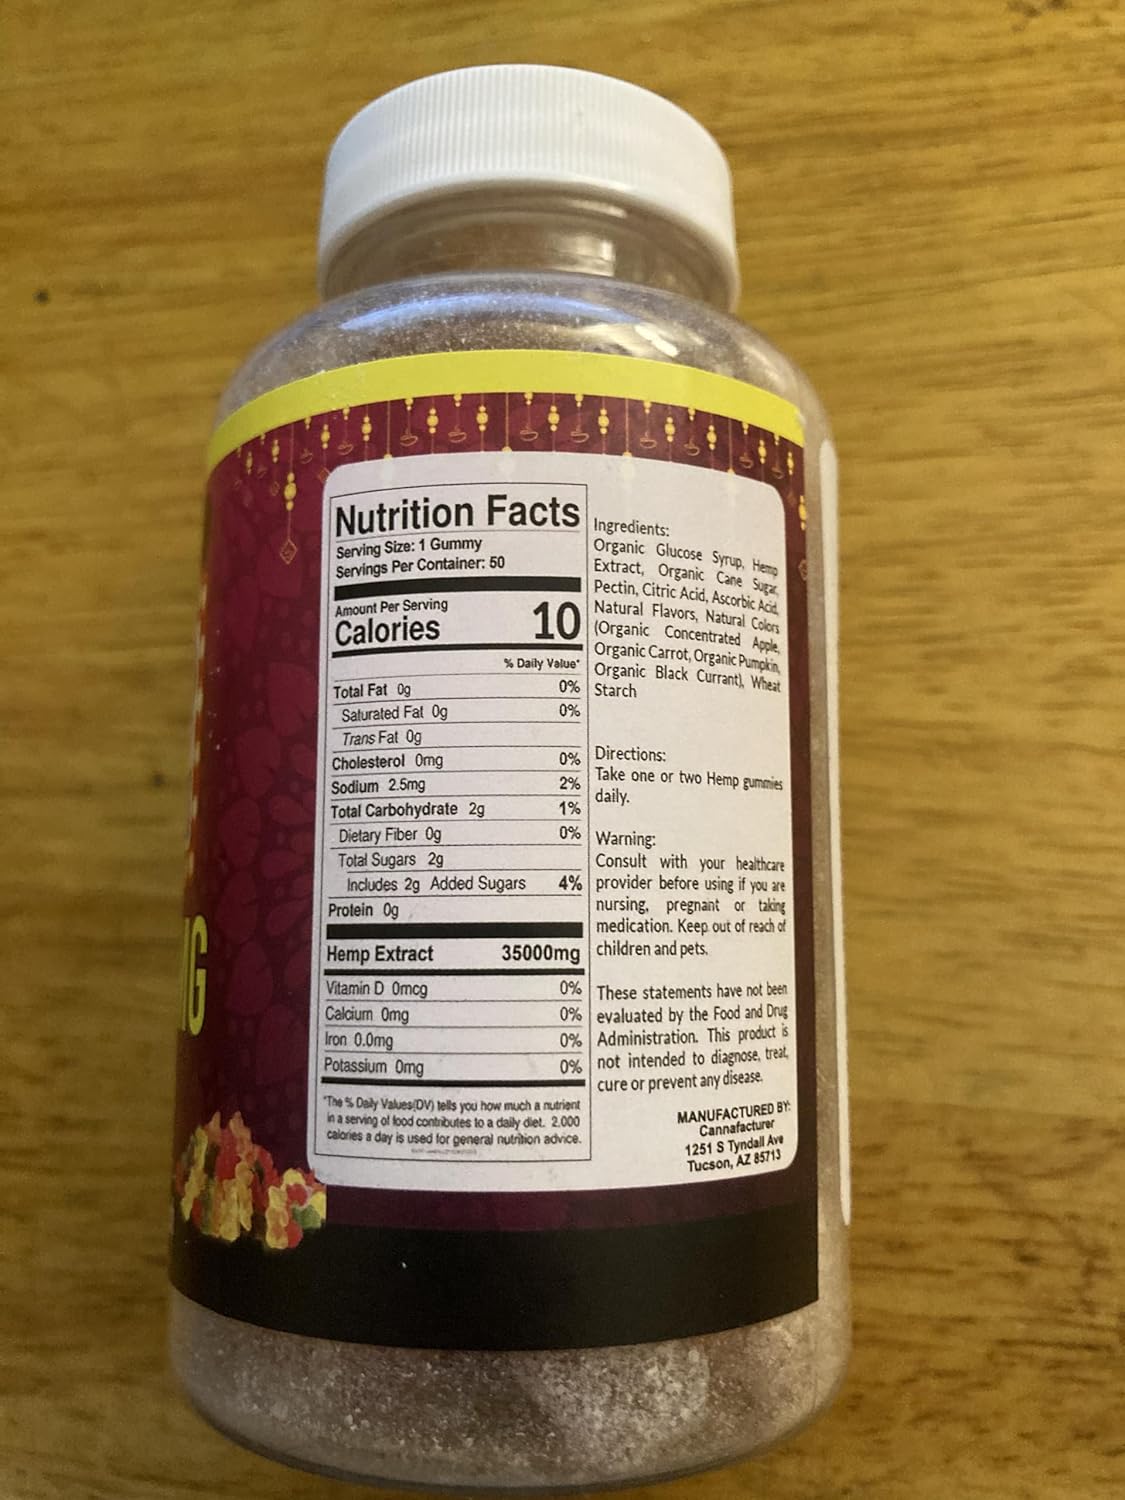 Nutrition Facts
Serving Size: 1 Gummy
Servings Per Container: 50
Amount Per Serving
Calories 10
% Daily Value*
Total Fat 0g 0%
Saturated Fat 0g 0%
Trans Fat 0g
Cholesterol 0mg 0%
Sodium 2.5mg 2%
Total Carbohydrate 2g 1%
Dietary Fiber 0g 0%
Total Sugars 2g
Includes 2g Added Sugars 4%
Protein 0g
Hemp Extract 35000mg
Vitamin D 0mcg 0%
Calcium 0mg 0%
Iron 0.0mg 0%
Potassium 0mg 0%
*The % Daily Values(DV) tells you how much a nutrient
in a serving of food contributes to a daily diet. 2,000
calories a day is used for general nutrition advice.
Ingredients:
Organic Glucose Syrup, Hemp
Extract, Organic Cane Sugar,
Pectin, Citric Acid, Ascorbic Acid,
Natural Flavors, Natural Colors
(Organic Concentrated Apple,
Organic Carrot, Organic Pumpkin,
Organic Black Currant), Wheat
Starch
Directions:
Take one or two Hemp gummies
daily.
Warning:
Consult with your healthcare
provider before using if you are
nursing, pregnant or taking
medication. Keep out of reach of
children and pets.
These statements have not been
evaluated by the Food and Drug
Administration. This product is
not intended to diagnose, treat,
cure or prevent any disease.
MANUFACTURED BY:
Cannafacturer
1251 S Tyndall Ave
Tucson, AZ 85713